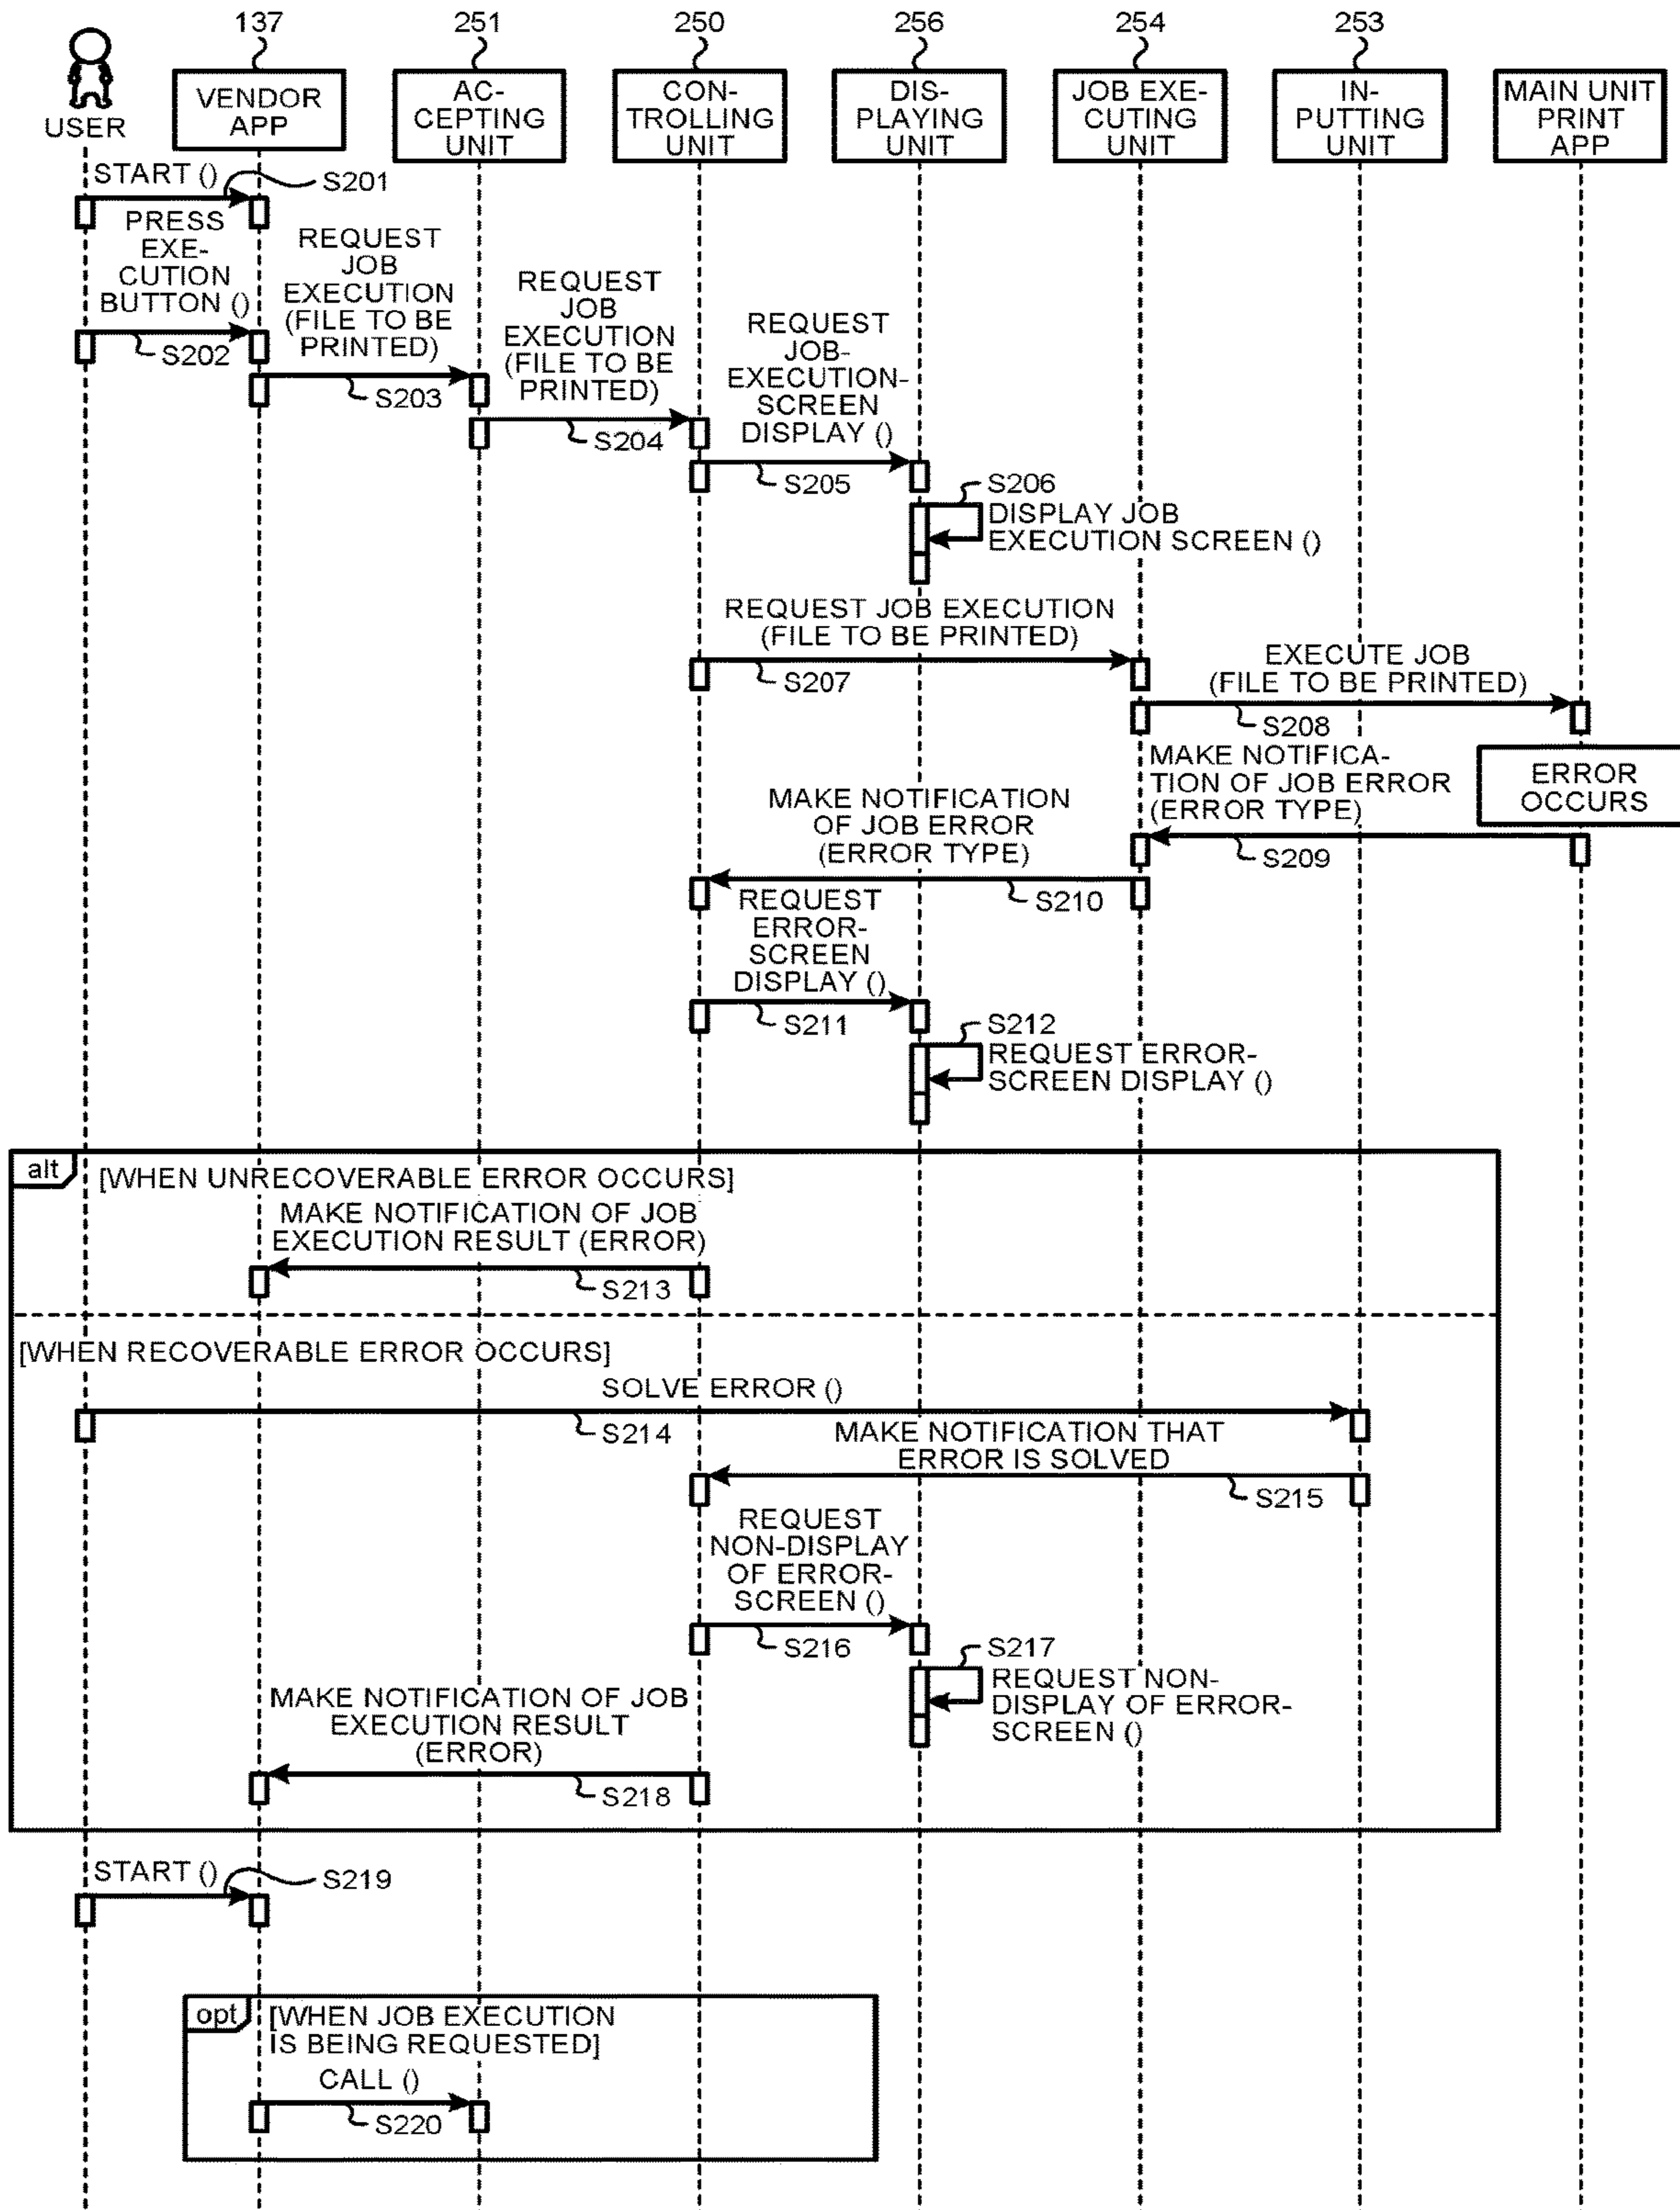 137
251
250
256
254
253
USER
VENDOR
APP
AC-
CEPTING
UNIT
CON-
TROLLING
UNIT
DIS-
PLAYING
UNIT
JOB EXE-
CUTING
UNIT
IN-
PUTTING
UNIT
MAIN UNIT
PRINT
APP
START ()
S201
PRESS
EXE-
CUTION
BUTTON ()
S202
REQUEST
JOB
EXECUTION
(FILE TO BE
PRINTED)
S203
REQUEST
JOB
EXECUTION
(FILE TO BE
PRINTED)
S204
REQUEST
JOB-
EXECUTION-
SCREEN
DISPLAY ()
S205
S206
DISPLAY JOB
EXECUTION SCREEN ()
REQUEST JOB EXECUTION
(FILE TO BE PRINTED)
S207
EXECUTE JOB
(FILE TO BE PRINTED)
S208
ERROR
OCCURS
MAKE NOTIFICA-
TION OF JOB ERROR
(ERROR TYPE)
S209
MAKE NOTIFICATION
OF JOB ERROR
(ERROR TYPE)
S210
REQUEST
ERROR-
SCREEN
DISPLAY ()
S211
S212
REQUEST ERROR-
SCREEN DISPLAY ()
alt
[WHEN UNRECOVERABLE ERROR OCCURS]
MAKE NOTIFICATION OF JOB
EXECUTION RESULT (ERROR)
S213
[WHEN RECOVERABLE ERROR OCCURS]
SOLVE ERROR ()
S214
MAKE NOTIFICATION THAT
ERROR IS SOLVED
S215
REQUEST
NON-DISPLAY
OF ERROR-
SCREEN ()
S216
S217
REQUEST NON-
DISPLAY OF ERROR-
SCREEN ()
MAKE NOTIFICATION OF JOB
EXECUTION RESULT
(ERROR)
S218
START ()
S219
opt
[WHEN JOB EXECUTION
IS BEING REQUESTED]
CALL ()
S220